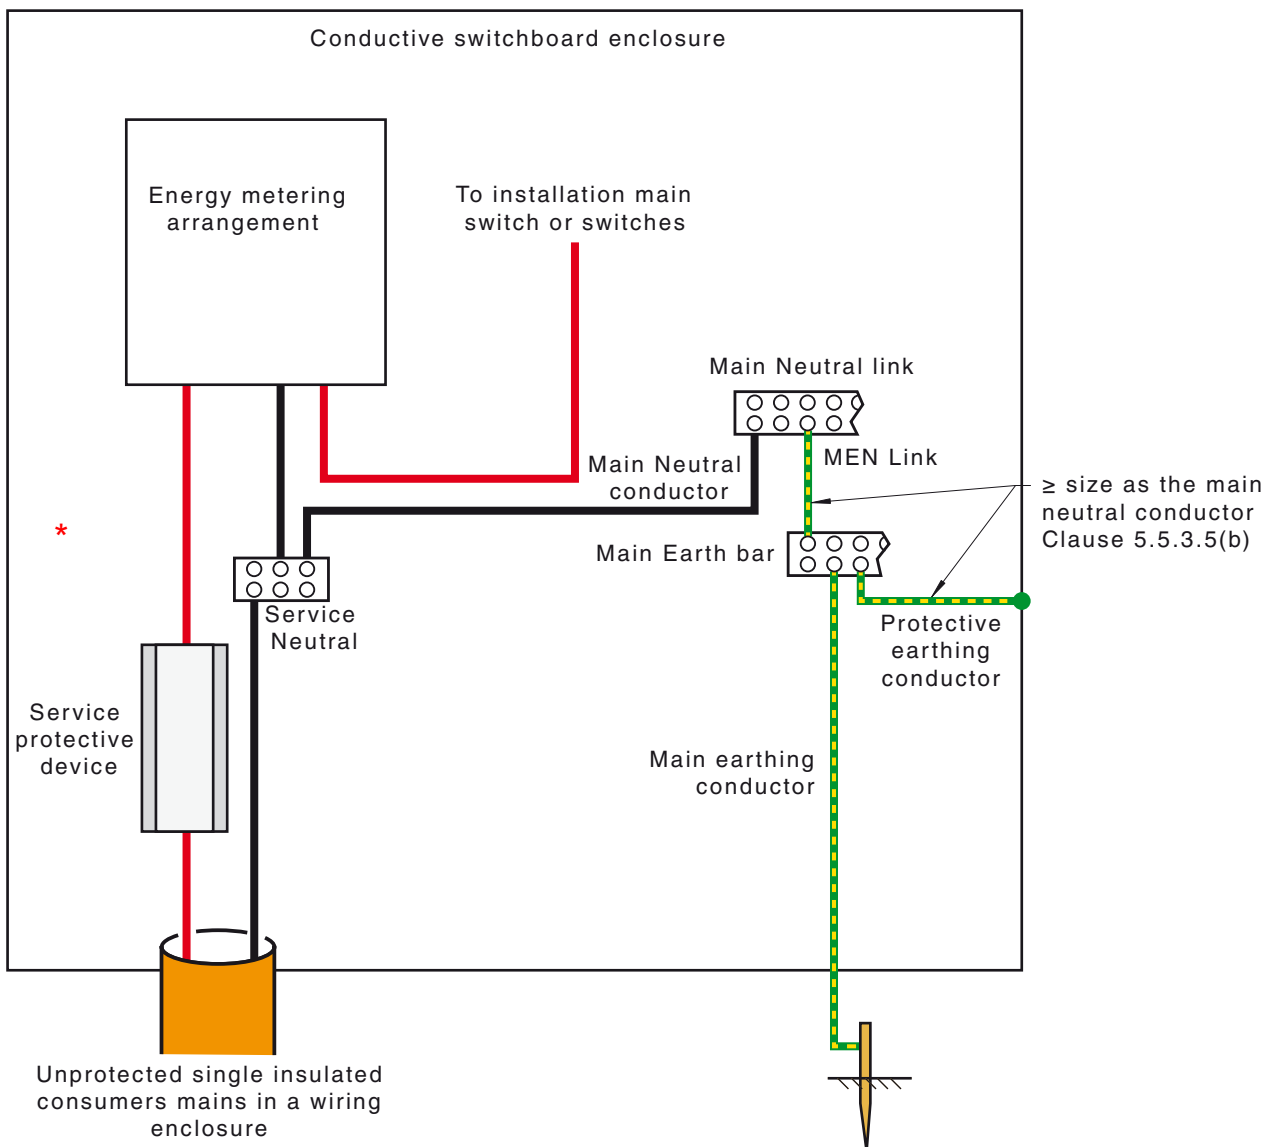 Conductive switchboard enclosure
Energy metering
arrangement
To installation main
switch or switches
Main Neutral link
MEN Link
Main Neutral
conductor
≥ size as the main
neutral conductor
Clause 5.5.3.5(b)
*
Main Earth bar
Service
Neutral
Protective
earthing
conductor
Service
protective
device
Main earthing
conductor
Unprotected single insulated
consumers mains in a wiring
enclosure